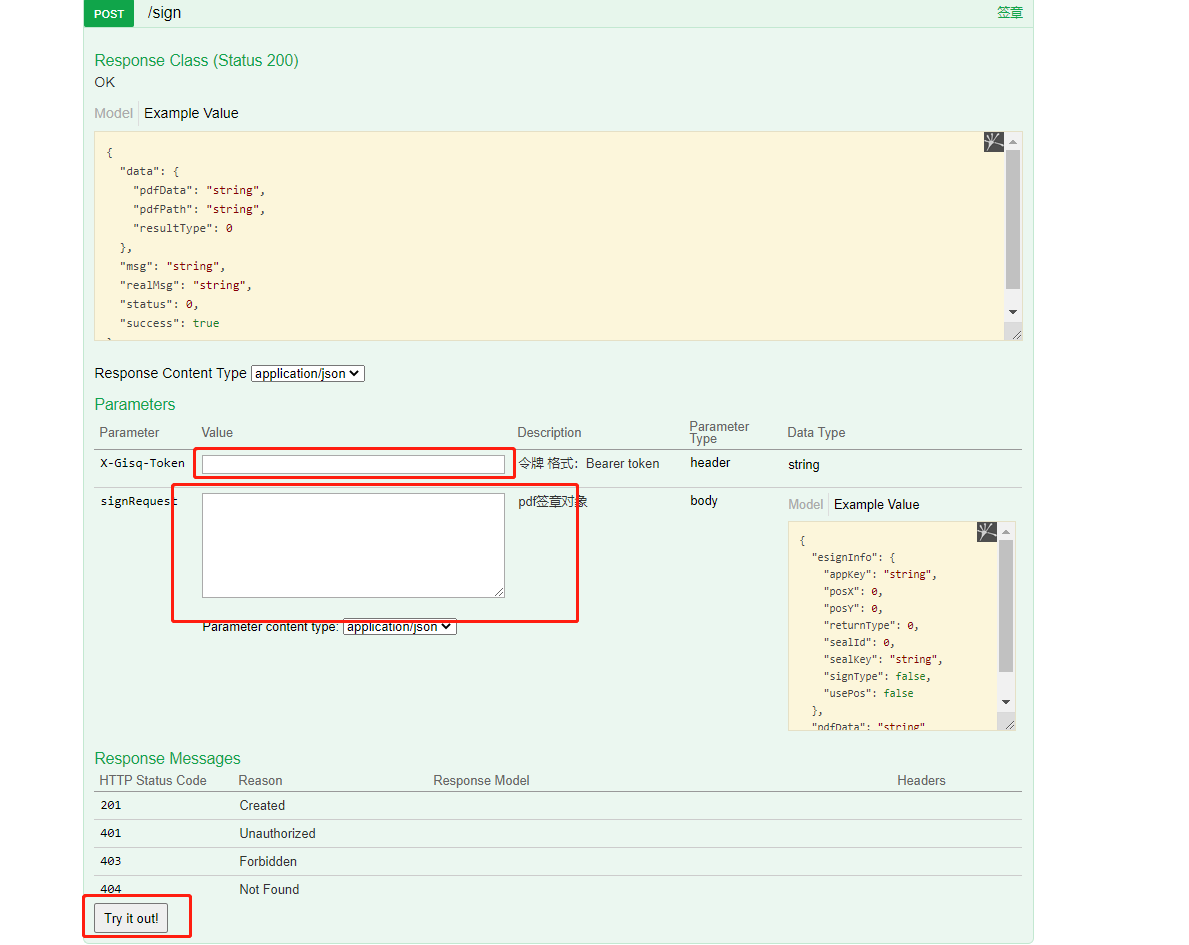 POST /sign 签章
Response Class (Status 200)
OK
Model Example Value
{
"data": {
"pdfData": "string",
"pdfPath": "string",
"resultType": 0
},
"msg": "string",
"realMsg": "string",
"status": 0,
"success": true
Response Content Type application/json
Parameters
Parameter Value Description Parameter Type Data Type
X-Gisq-Token 令牌 格式: Bearer token header string
signRequest pdf签章对象 body Model Example Value
{
"esignInfo": {
"appKey": "string",
"posX": 0,
"posY": 0,
"returnType": 0,
"sealId": 0,
"sealKey": "string",
"signType": false,
"usePos": false
},
"pdfData": "string"
Parameter content type: application/json
Response Messages
HTTP Status Code Reason Response Model Headers
201 Created
401 Unauthorized
403 Forbidden
404 Not Found
Try it out!